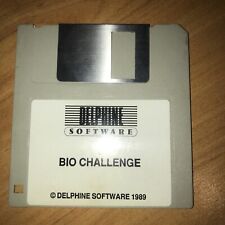 DELPHINE
SOFTWARE
BIO CHALLENGE
© DELPHINE SOFTWARE 1989